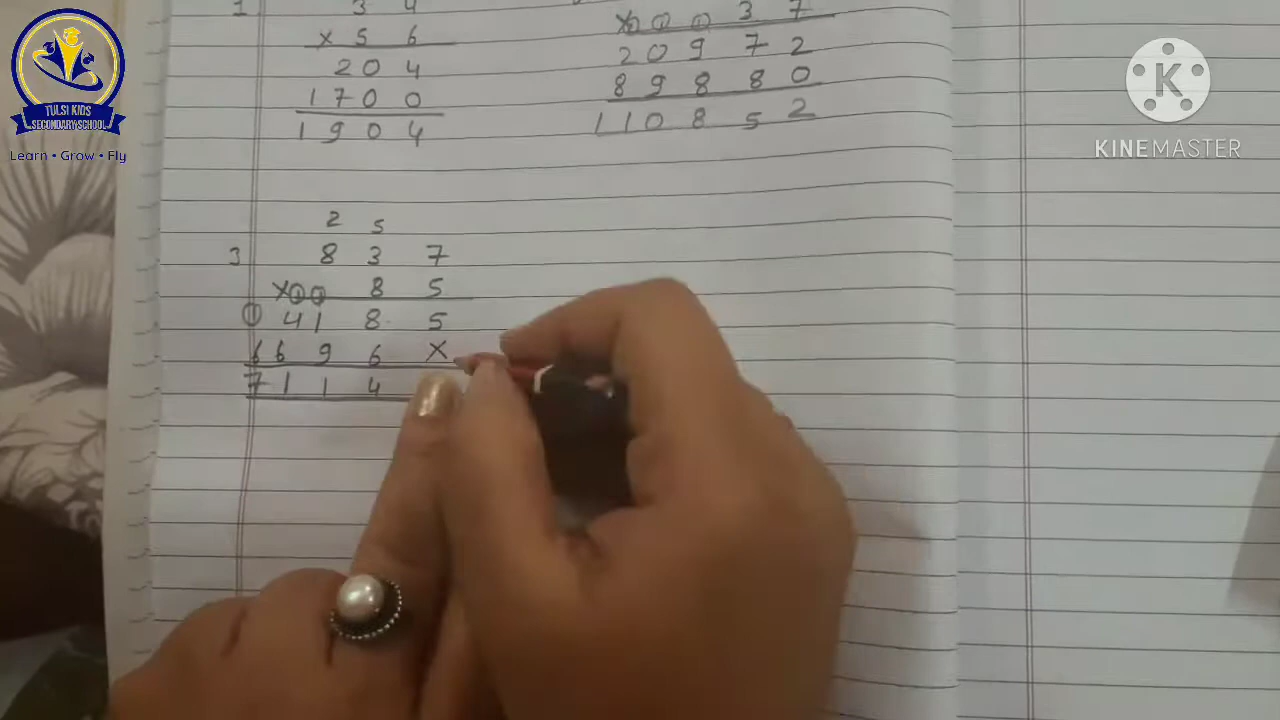 TULSI KIDS
SECONDARY SCHOOL
Learn • Grow • Fly
K
KINEMASTER
1 3 4
x 5 6
2 0 4
1 7 0 0
1 9 0 4
3 7
2 0 9 7 2
8 9 8 8 0
1 1 0 8 5 2
2 5
3 8 3 7
x 8 5
1 4 1 8 5
6 6 9 6 x
7 1 1 4